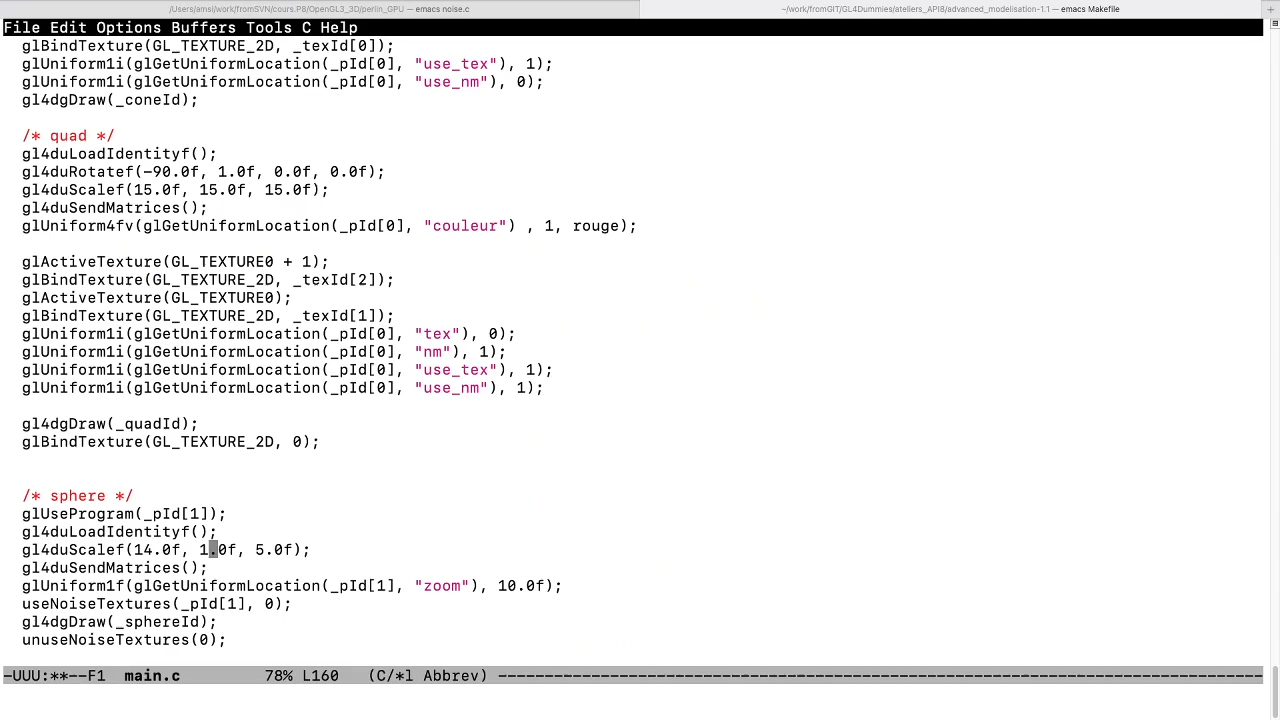 /Users/amsi/work/fromSVN/cours.P8/OpenGL3_3D/perlin_GPU — emacs noise.c
~/work/fromGIT/GL4Dummies/ateliers_API8/advanced_modelisation-1.1 — emacs Makefile
File Edit Options Buffers Tools C Help
glBindTexture(GL_TEXTURE_2D, _texId[0]);
glUniform1i(glGetUniformLocation(_pId[0], "use_tex"), 1);
glUniform1i(glGetUniformLocation(_pId[0], "use_nm"), 0);
gl4dgDraw(_coneId);
/* quad */
gl4duLoadIdentityf();
gl4duRotatef(-90.0f, 1.0f, 0.0f, 0.0f);
gl4duScalef(15.0f, 15.0f, 15.0f);
gl4duSendMatrices();
glUniform4fv(glGetUniformLocation(_pId[0], "couleur") , 1, rouge);
glActiveTexture(GL_TEXTURE0 + 1);
glBindTexture(GL_TEXTURE_2D, _texId[2]);
glActiveTexture(GL_TEXTURE0);
glBindTexture(GL_TEXTURE_2D, _texId[1]);
glUniform1i(glGetUniformLocation(_pId[0], "tex"), 0);
glUniform1i(glGetUniformLocation(_pId[0], "nm"), 1);
glUniform1i(glGetUniformLocation(_pId[0], "use_tex"), 1);
glUniform1i(glGetUniformLocation(_pId[0], "use_nm"), 1);
gl4dgDraw(_quadId);
glBindTexture(GL_TEXTURE_2D, 0);
/* sphere */
glUseProgram(_pId[1]);
gl4duLoadIdentityf();
gl4duScalef(14.0f, 1.0f, 5.0f);
gl4duSendMatrices();
glUniform1f(glGetUniformLocation(_pId[1], "zoom"), 10.0f);
useNoiseTextures(_pId[1], 0);
gl4dgDraw(_sphereId);
unuseNoiseTextures(0);
-UUU:**--F1  main.c         78% L160   (C/*l Abbrev) ------------------------------------------------------------------------------------